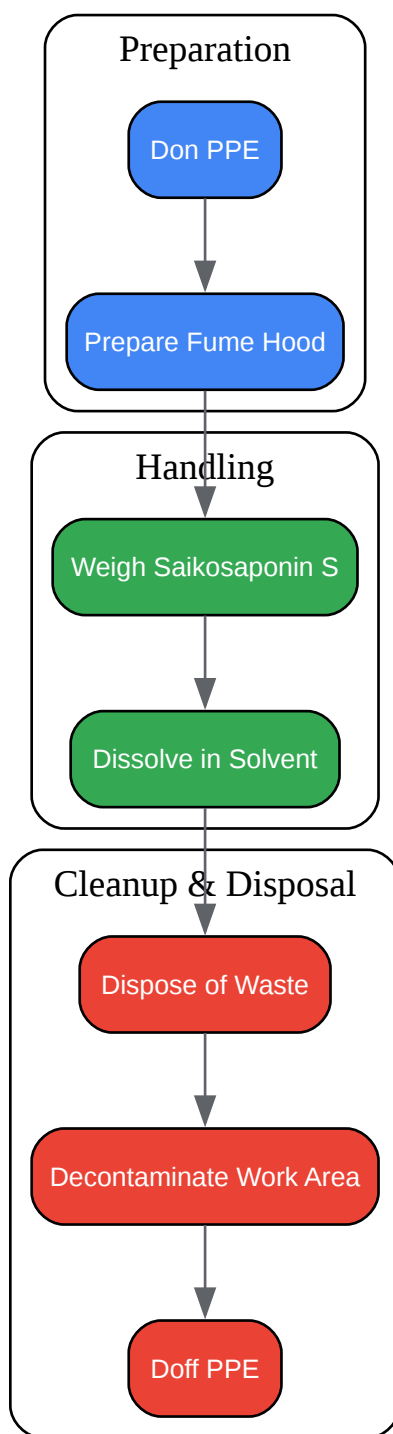 Preparation
Don PPE
Prepare Fume Hood
Handling
Weigh Saikosaponin S
Dissolve in Solvent
Cleanup & Disposal
Dispose of Waste
Decontaminate Work Area
Doff PPE